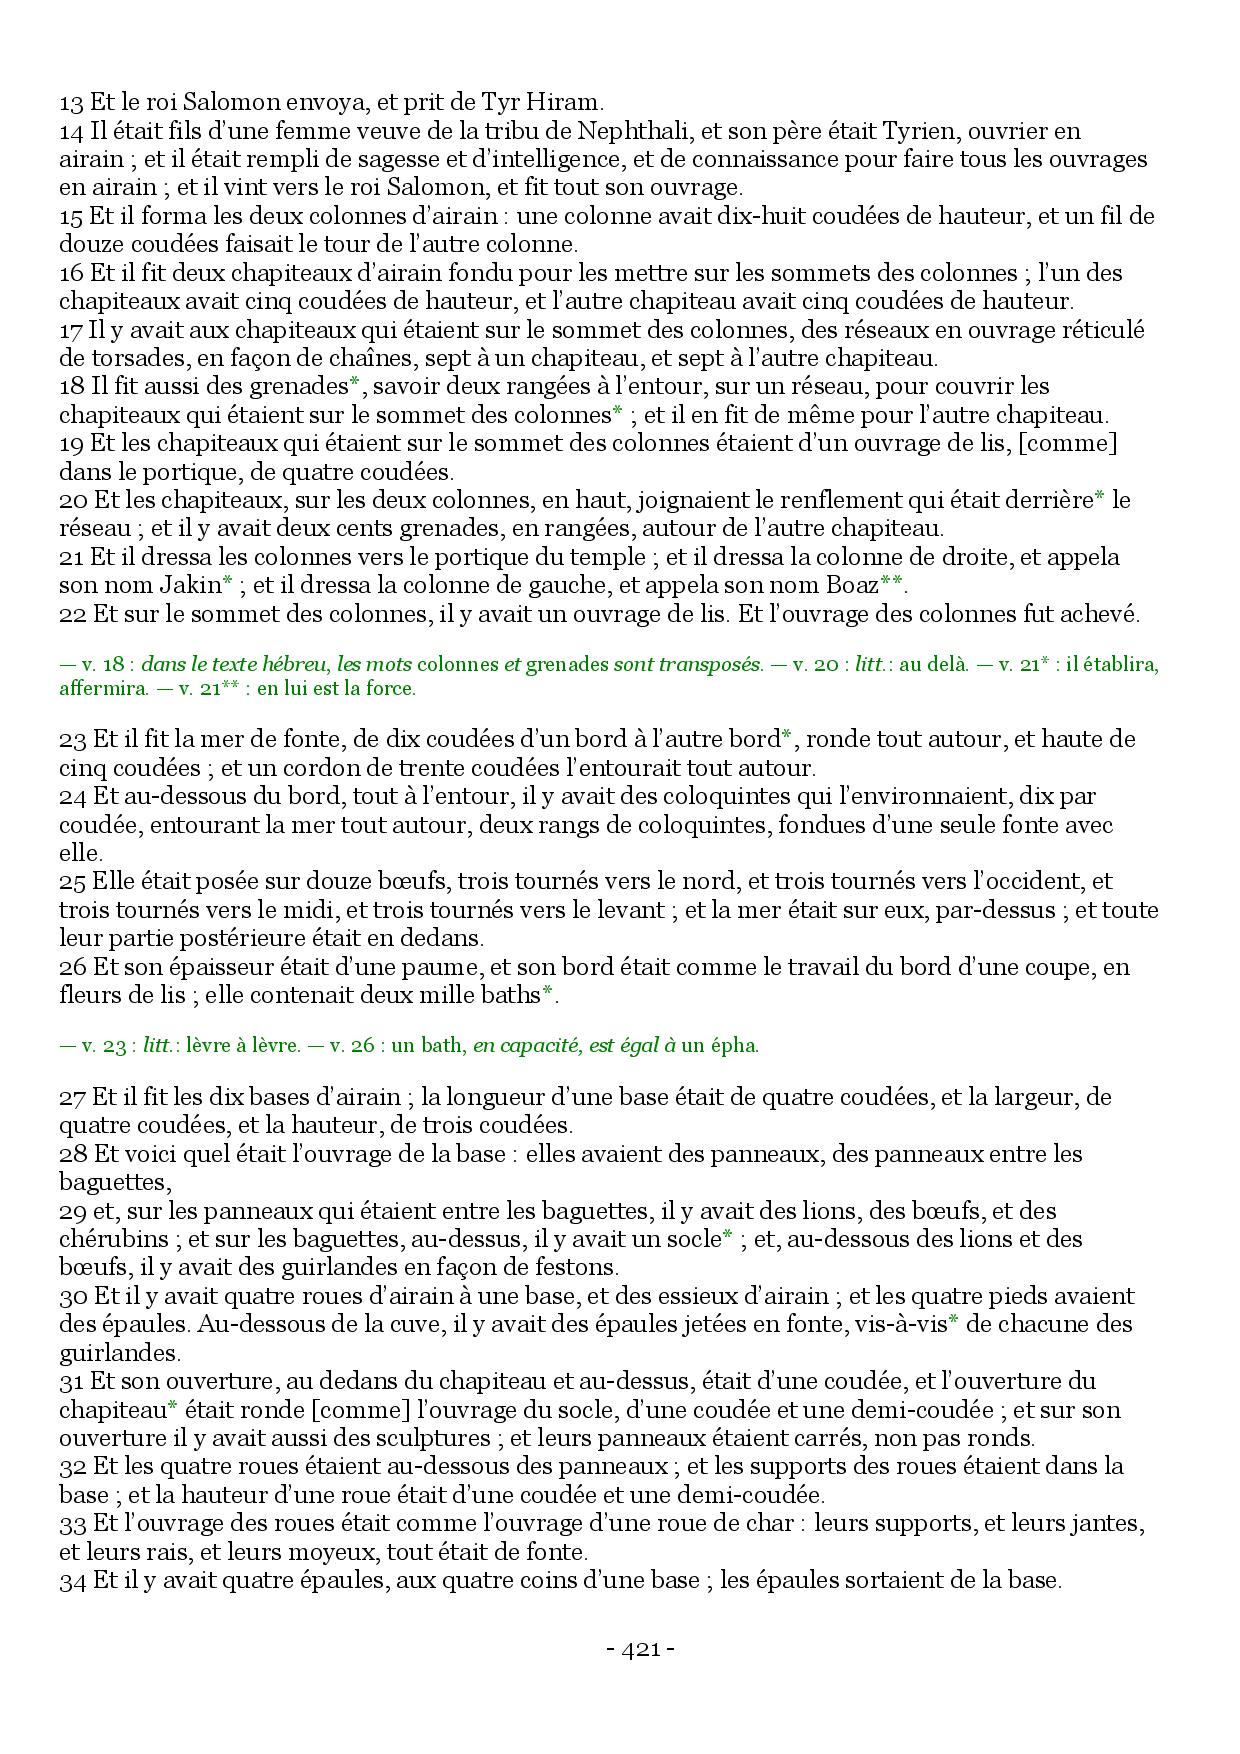 13 Et le roi Salomon envoya, et prit de Tyr Hiram.
14 Il était fils d’une femme veuve de la tribu de Nephthali, et son père était Tyrien, ouvrier en
airain ; et il était rempli de sagesse et d’intelligence, et de connaissance pour faire tous les ouvrages
en airain ; et il vint vers le roi Salomon, et fit tout son ouvrage.
15 Et il forma les deux colonnes d’airain : une colonne avait dix-huit coudées de hauteur, et un fil de
douze coudées faisait le tour de l’autre colonne.
16 Et il fit deux chapiteaux d’airain fondu pour les mettre sur les sommets des colonnes ; l’un des
chapiteaux avait cinq coudées de hauteur, et l’autre chapiteau avait cinq coudées de hauteur.
17 Il y avait aux chapiteaux qui étaient sur le sommet des colonnes, des réseaux en ouvrage réticulé
de torsades, en façon de chaînes, sept à un chapiteau, et sept à l’autre chapiteau.
18 Il fit aussi des grenades*, savoir deux rangées à l’entour, sur un réseau, pour couvrir les
chapiteaux qui étaient sur le sommet des colonnes* ; et il en fit de même pour l’autre chapiteau.
19 Et les chapiteaux qui étaient sur le sommet des colonnes étaient d’un ouvrage de lis, [comme]
dans le portique, de quatre coudées.
20 Et les chapiteaux, sur les deux colonnes, en haut, joignaient le renflement qui était derrière* le
réseau ; et il y avait deux cents grenades, en rangées, autour de l’autre chapiteau.
21 Et il dressa les colonnes vers le portique du temple ; et il dressa la colonne de droite, et appela
son nom Jakin* ; et il dressa la colonne de gauche, et appela son nom Boaz**.
22 Et sur le sommet des colonnes, il y avait un ouvrage de lis. Et l’ouvrage des colonnes fut achevé.
— v. 18 : dans le texte hébreu, les mots colonnes et grenades sont transposés. — v. 20 : litt.: au delà. — v. 21* : il établira,
affermira. — v. 21** : en lui est la force.
23 Et il fit la mer de fonte, de dix coudées d’un bord à l’autre bord*, ronde tout autour, et haute de
cinq coudées ; et un cordon de trente coudées l’entourait tout autour.
24 Et au-dessous du bord, tout à l’entour, il y avait des coloquintes qui l’environnaient, dix par
coudée, entourant la mer tout autour, deux rangs de coloquintes, fondues d’une seule fonte avec
elle.
25 Elle était posée sur douze bœufs, trois tournés vers le nord, et trois tournés vers l’occident, et
trois tournés vers le midi, et trois tournés vers le levant ; et la mer était sur eux, par-dessus ; et toute
leur partie postérieure était en dedans.
26 Et son épaisseur était d’une paume, et son bord était comme le travail du bord d’une coupe, en
fleurs de lis ; elle contenait deux mille baths*.
— v. 23 : litt.: lèvre à lèvre. — v. 26 : un bath, en capacité, est égal à un épha.
27 Et il fit les dix bases d’airain ; la longueur d’une base était de quatre coudées, et la largeur, de
quatre coudées, et la hauteur, de trois coudées.
28 Et voici quel était l’ouvrage de la base : elles avaient des panneaux, des panneaux entre les
baguettes,
29 et, sur les panneaux qui étaient entre les baguettes, il y avait des lions, des bœufs, et des
chérubins ; et sur les baguettes, au-dessus, il y avait un socle* ; et, au-dessous des lions et des
bœufs, il y avait des guirlandes en façon de festons.
30 Et il y avait quatre roues d’airain à une base, et des essieux d’airain ; et les quatre pieds avaient
des épaules. Au-dessous de la cuve, il y avait des épaules jetées en fonte, vis-à-vis* de chacune des
guirlandes.
31 Et son ouverture, au dedans du chapiteau et au-dessus, était d’une coudée, et l’ouverture du
chapiteau* était ronde [comme] l’ouvrage du socle, d’une coudée et une demi-coudée ; et sur son
ouverture il y avait aussi des sculptures ; et leurs panneaux étaient carrés, non pas ronds.
32 Et les quatre roues étaient au-dessous des panneaux ; et les supports des roues étaient dans la
base ; et la hauteur d’une roue était d’une coudée et une demi-coudée.
33 Et l’ouvrage des roues était comme l’ouvrage d’une roue de char : leurs supports, et leurs jantes,
et leurs rais, et leurs moyeux, tout était de fonte.
34 Et il y avait quatre épaules, aux quatre coins d’une base ; les épaules sortaient de la base.
- 421 -